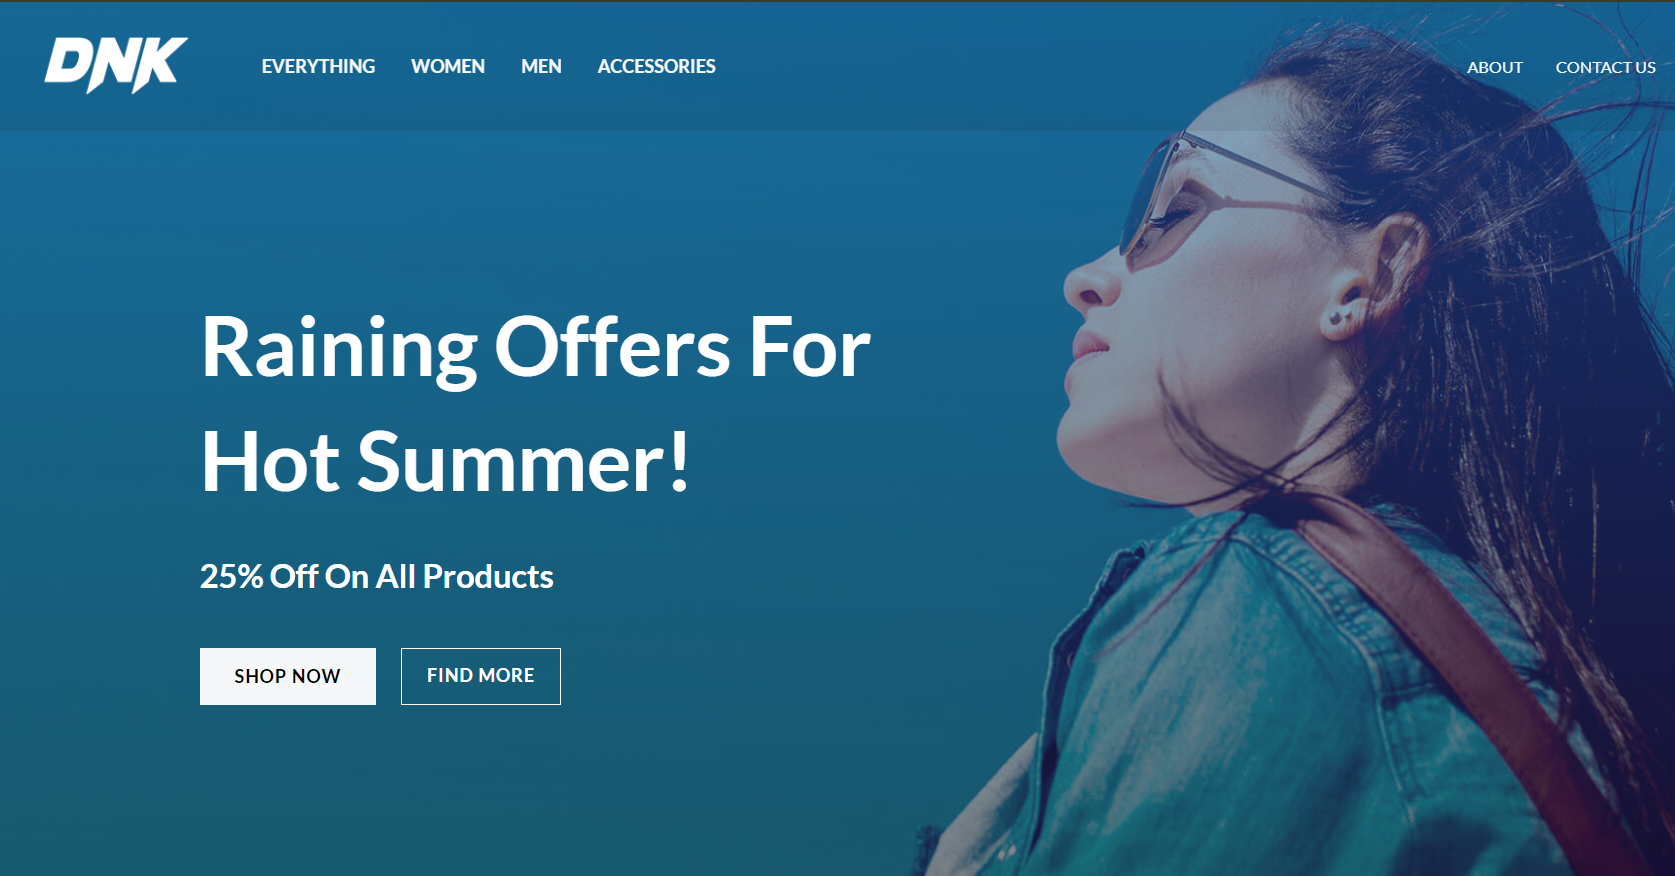 DNK
EVERYTHING WOMEN MEN ACCESSORIES
ABOUT CONTACT US
Raining Offers For
Hot Summer!
25% Off On All Products
SHOP NOW
FIND MORE